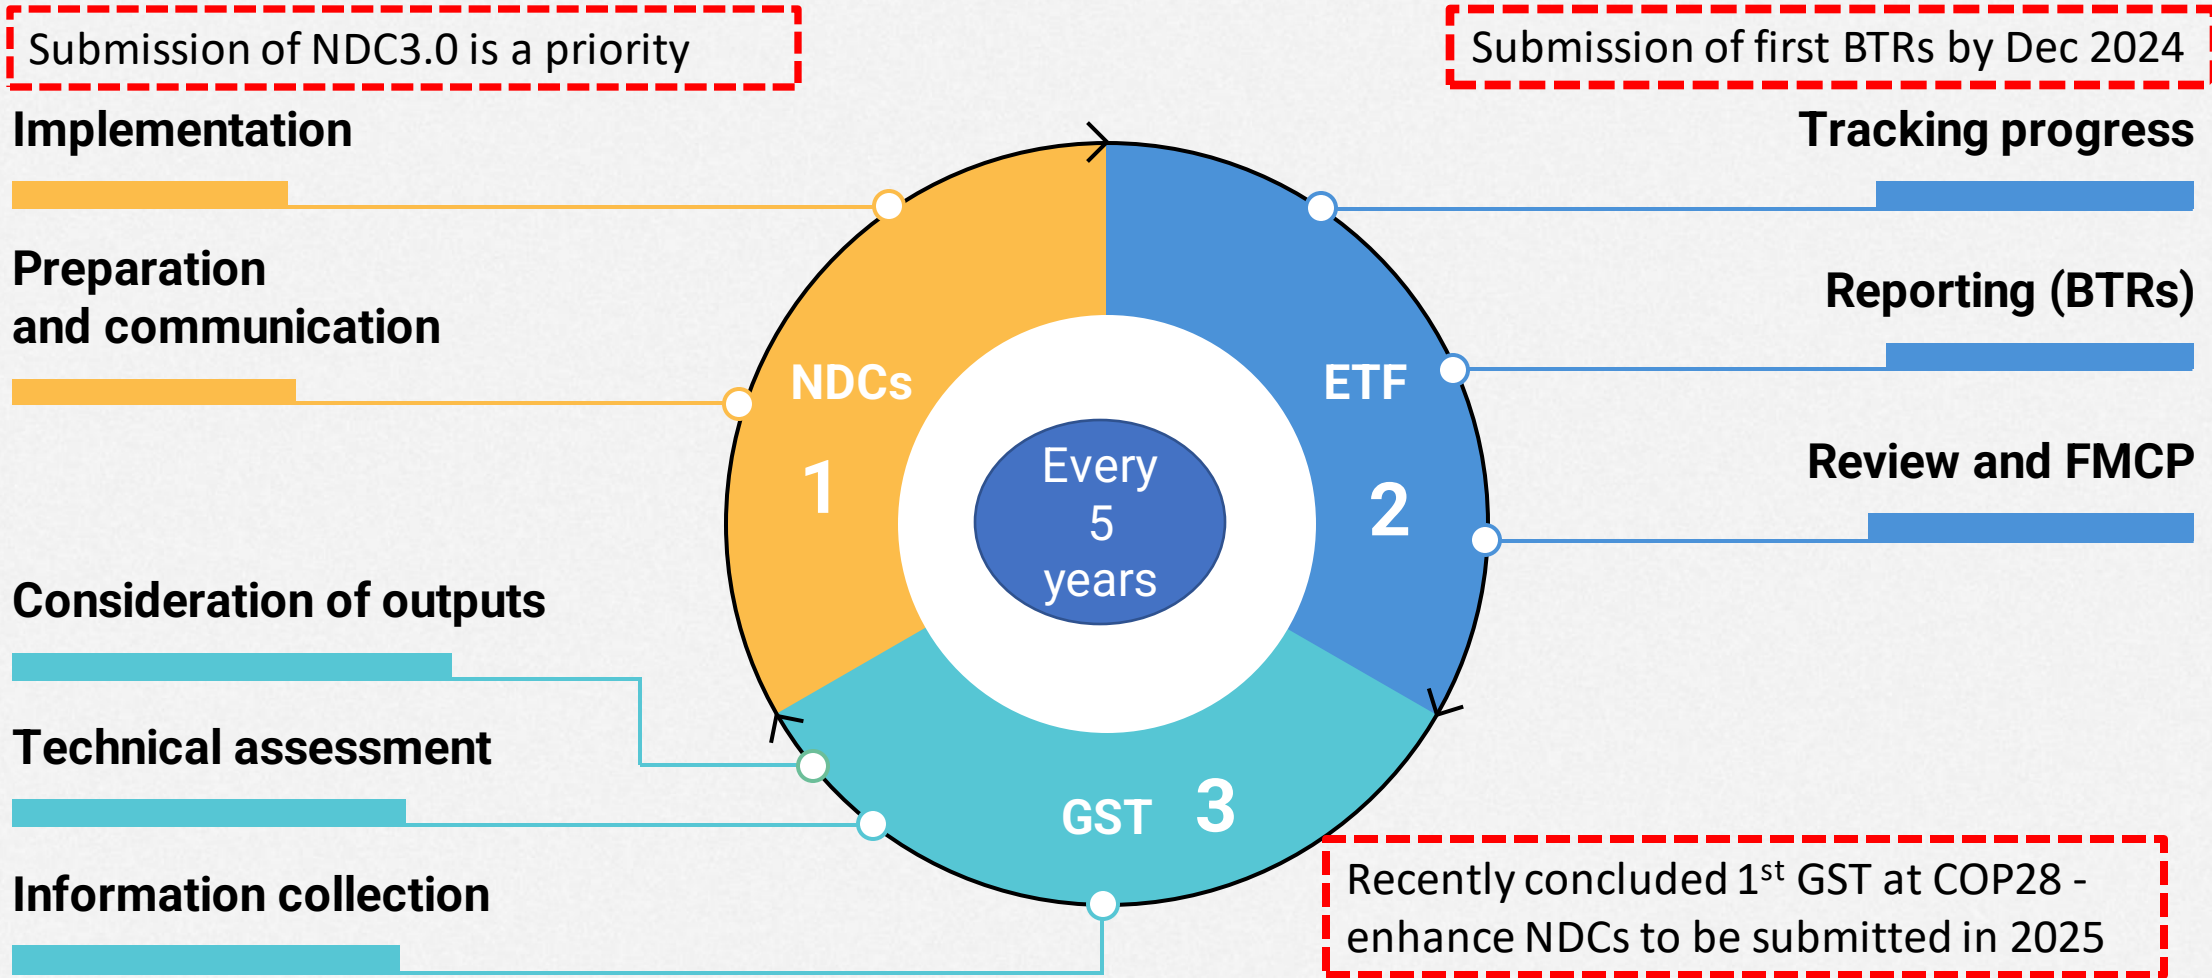 Submission of NDC3.0 is a priority
Submission of first BTRs by Dec 2024
Implementation
Preparation
and communication
Consideration of outputs
Technical assessment
Information collection
NDCs
1
ETF
2
GST 3
Every
5
years
Tracking progress
Reporting (BTRs)
Review and FMCP
Recently concluded 1st GST at COP28 -
enhance NDCs to be submitted in 2025